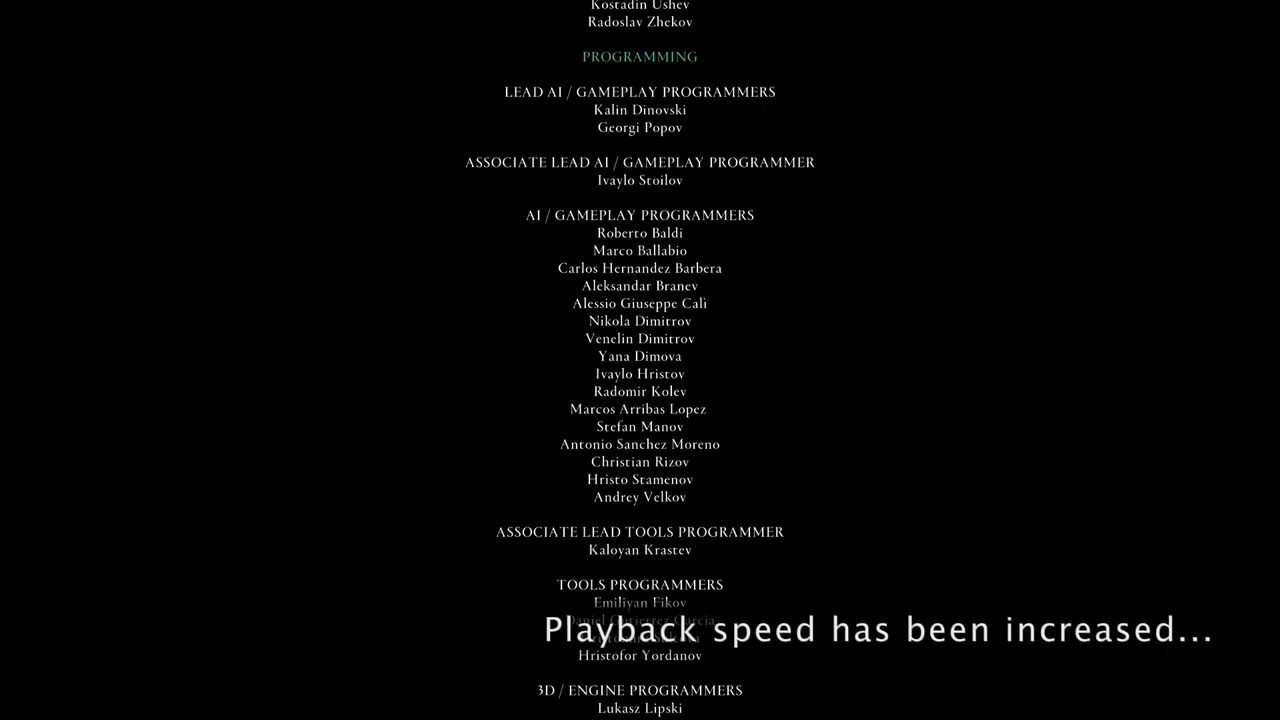 Kostadin Ushev
Radoslav Zhekov
PROGRAMMING
LEAD AI / GAMEPLAY PROGRAMMERS
Kalin Dinovski
Georgi Popov
ASSOCIATE LEAD AI / GAMEPLAY PROGRAMMER
Ivaylo Stoilov
AI / GAMEPLAY PROGRAMMERS
Roberto Baldi
Marco Ballabio
Carlos Hernandez Barbera
Aleksandar Branev
Alessio Giuseppe Calì
Nikola Dimitrov
Venelin Dimitrov
Yana Dimova
Ivaylo Hristov
Radomir Kolev
Marcos Arribas Lopez
Stefan Manov
Antonio Sanchez Moreno
Christian Rizov
Hristo Stamenov
Andrey Velkov
ASSOCIATE LEAD TOOLS PROGRAMMER
Kaloyan Krastev
TOOLS PROGRAMMERS
Emiliyan Fikov
Daniel Gutierrez Garcia
Playback speed has been increased...
Hristofor Yordanov
3D / ENGINE PROGRAMMERS
Lukasz Lipski